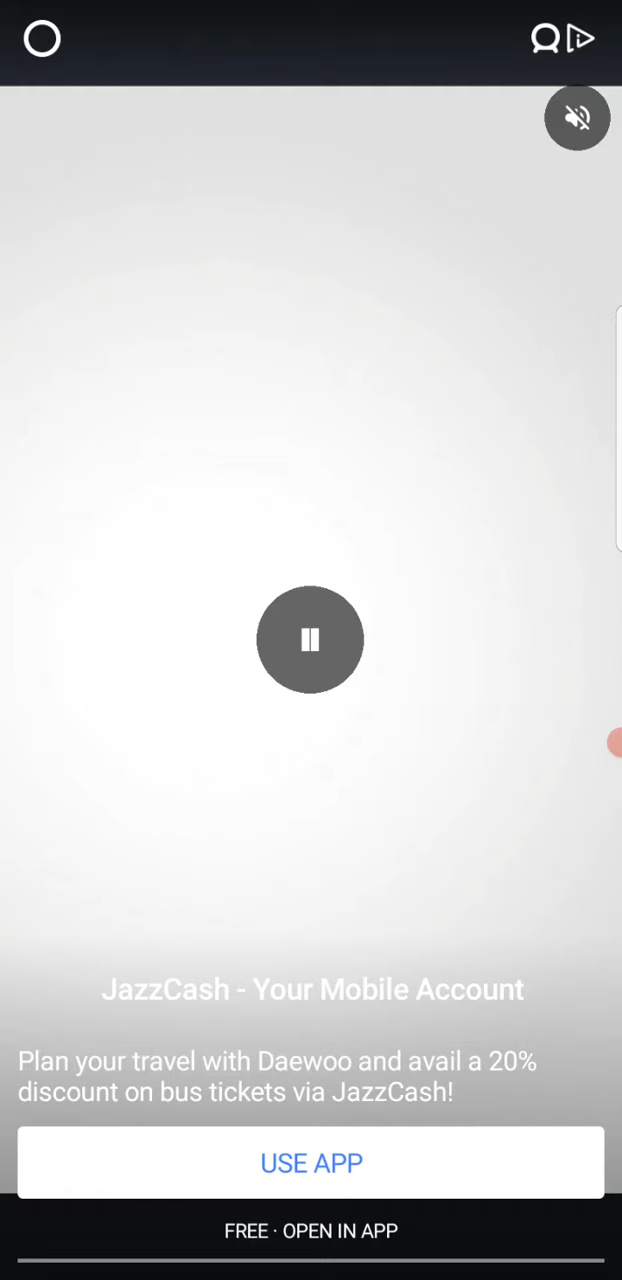 JazzCash - Your Mobile Account
Plan your travel with Daewoo and avail a 20%
discount on bus tickets via JazzCash!
USE APP
FREE · OPEN IN APP